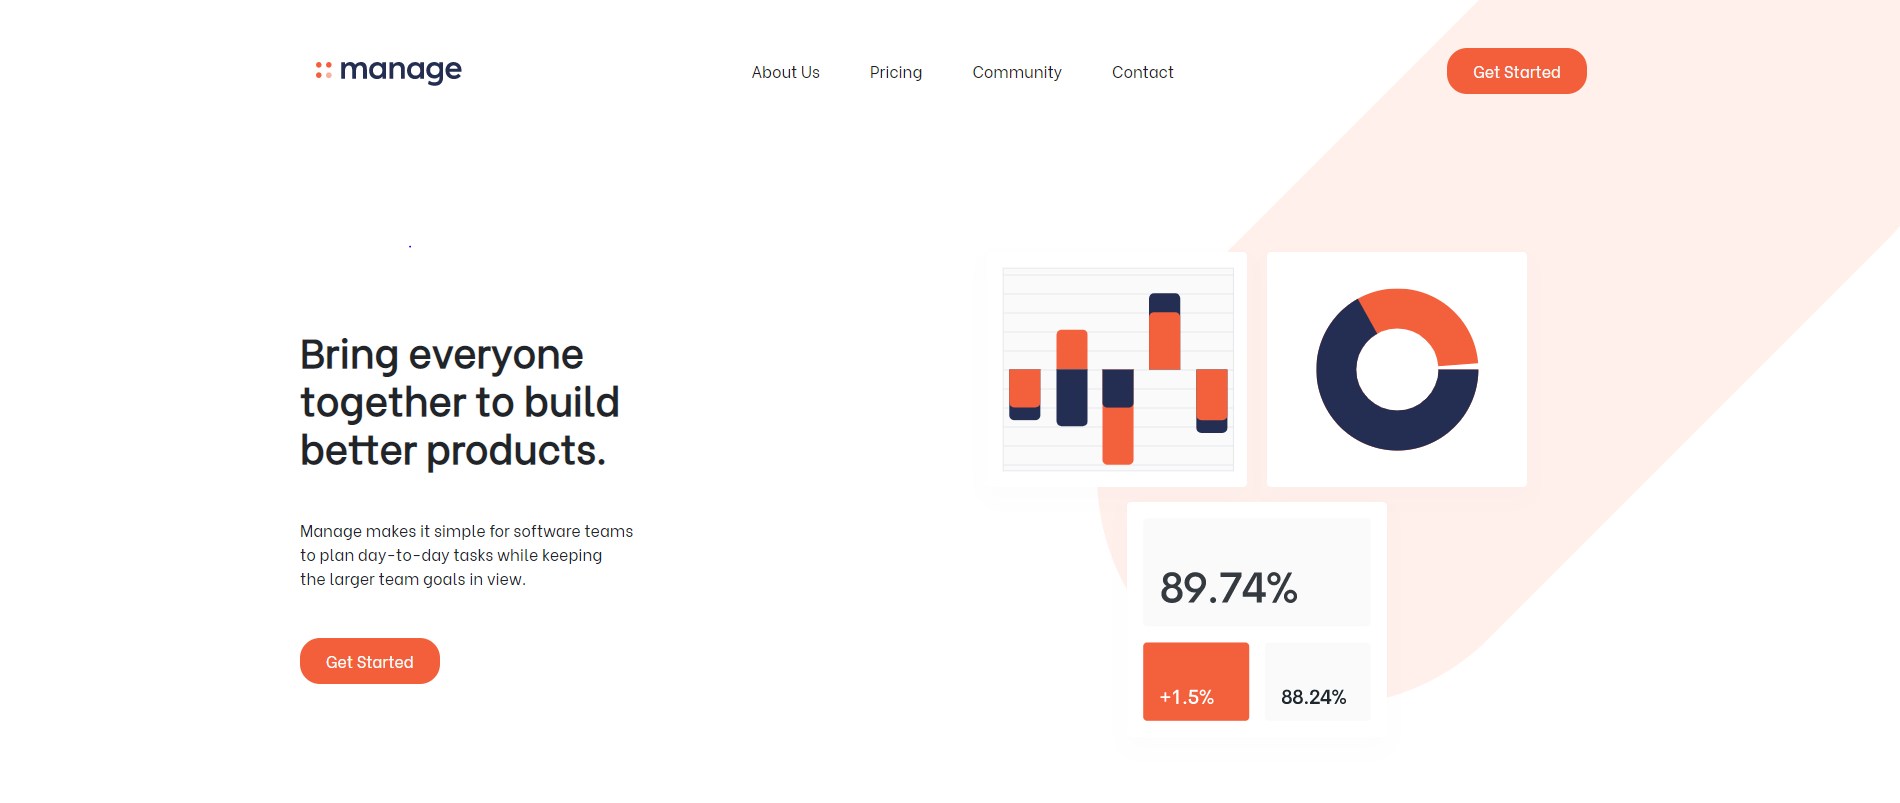 manage
About Us
Pricing
Community
Contact
Get Started
Bring everyone
together to build
better products.
Manage makes it simple for software teams
to plan day-to-day tasks while keeping
the larger team goals in view.
Get Started
89.74%
+1.5%
88.24%